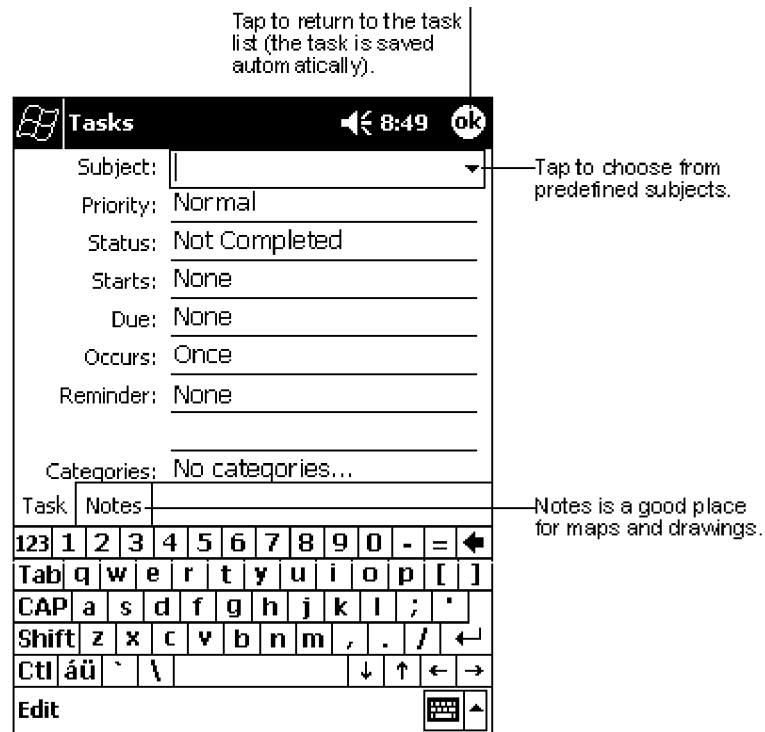 Tap to return to the task
list (the task is saved
automatically).
Tasks 8:49 ok
Subject:
Tap to choose from
predefined subjects.
Priority: Normal
Status: Not Completed
Starts: None
Due: None
Occurs: Once
Reminder: None
Categories: No categories...
Task Notes
Notes is a good place
for maps and drawings.
123 1 2 3 4 5 6 7 8 9 0 - =
Tab q w e r t y u i o p [ ]
CAP a s d f g h j k l ; '
Shift z x c v b n m , . /
Ctl áü ` \ ↓ ↑ ← →
Edit